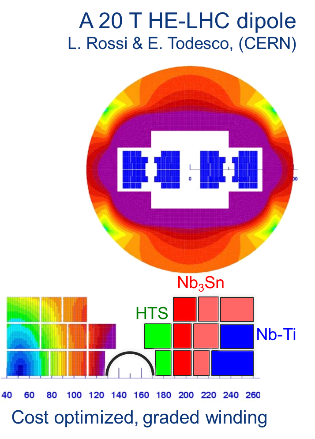 A 20 T HE-LHC dipole
L. Rossi & E. Todesco, (CERN)
0
Nb3Sn
HTS
Nb-Ti
40 60 80 100 120 140 160 180 200 220 240 260
Cost optimized, graded winding